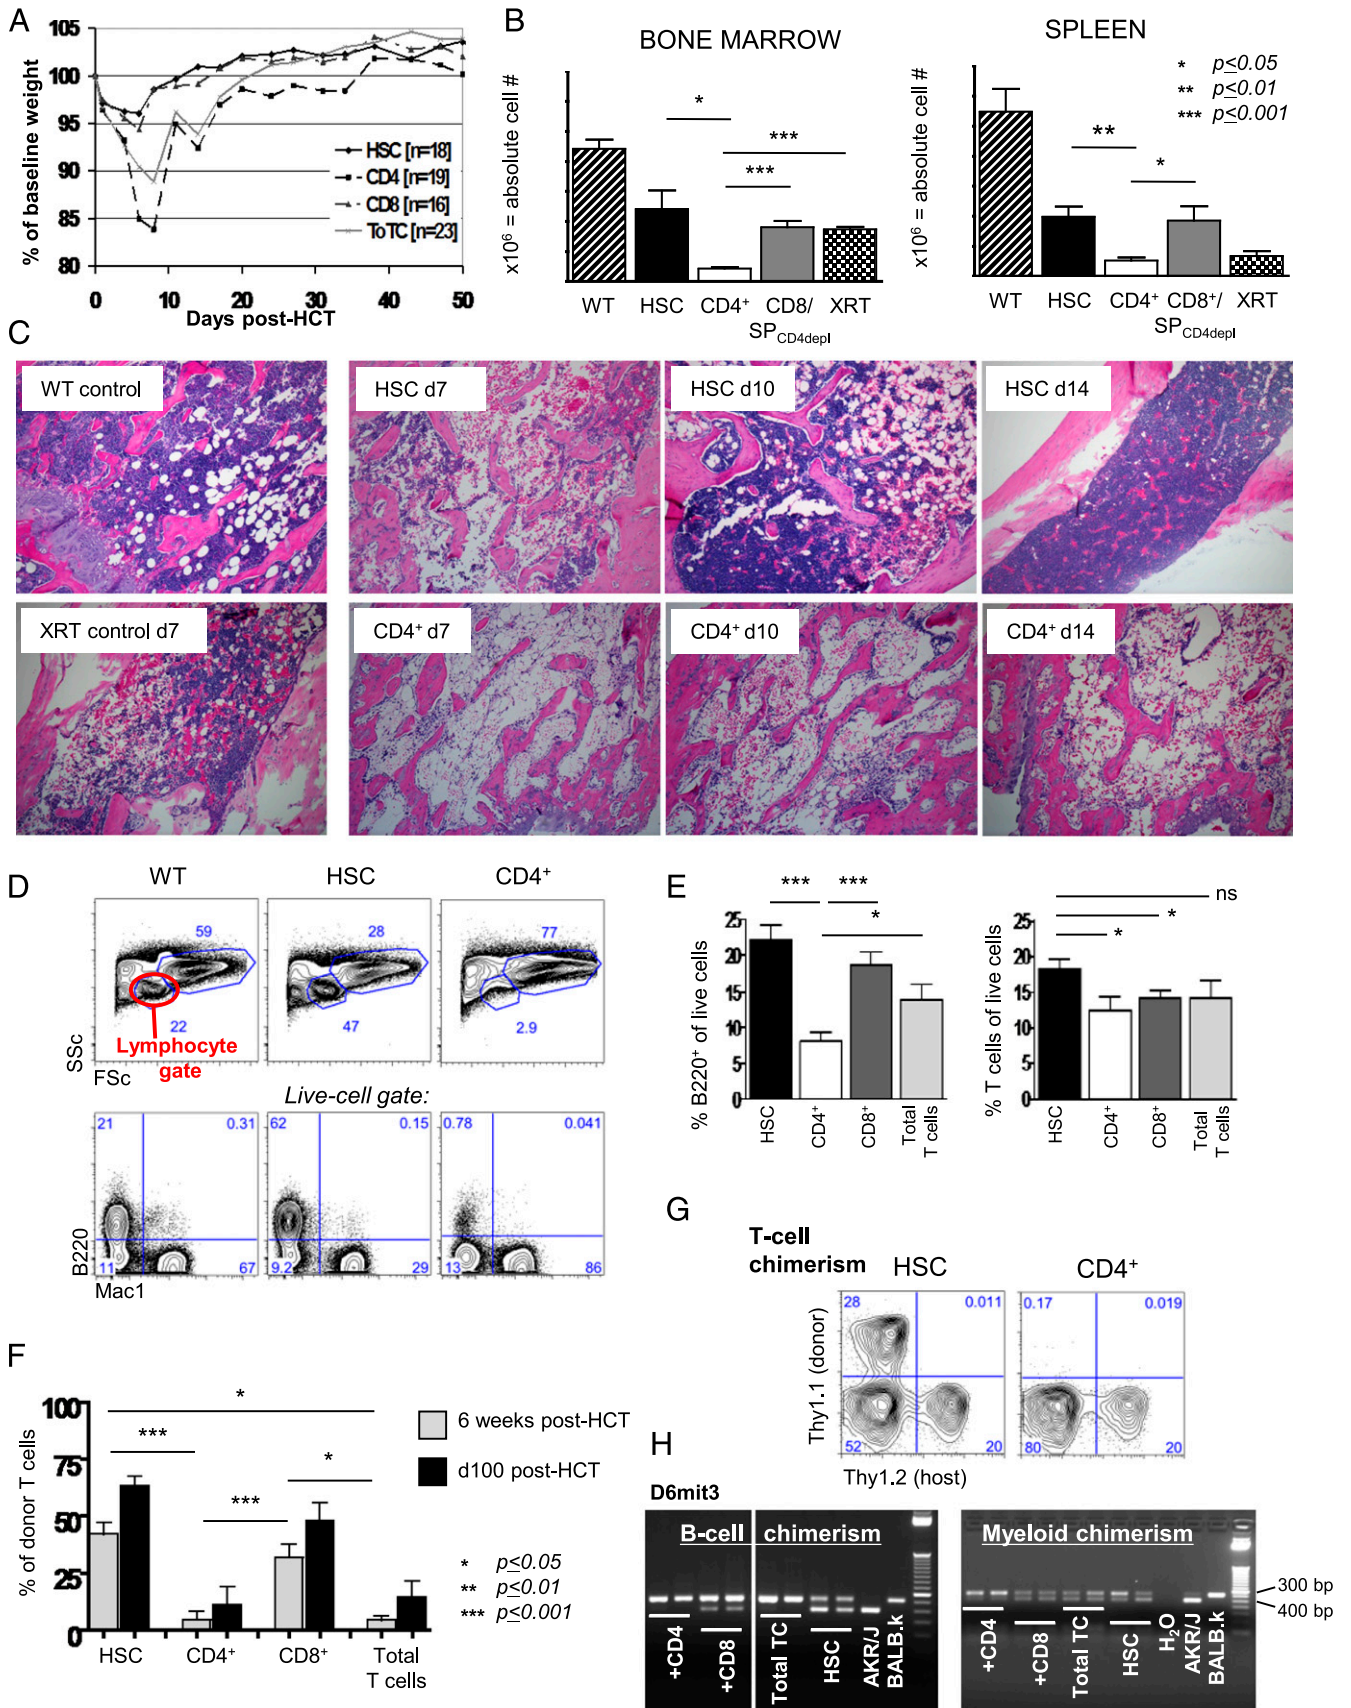 A
105
100
95
90
85
80
% of baseline weight
HSC [n=18]
CD4 [n=19]
CD8 [n=16]
ToTC [n=23]
0 10 20 30 40 50
Days post-HCT
B
BONE MARROW
x10⁶ = absolute cell #
*
***
***
WT HSC CD4⁺ CD8/ XRT
SP CD4depl
SPLEEN
* p≤0.05
** p≤0.01
*** p≤0.001
x10⁶ = absolute cell #
**
*
WT HSC CD4⁺ CD8⁺/ XRT
SP CD4depl
C
WT control
HSC d7
HSC d10
HSC d14
XRT control d7
CD4⁺ d7
CD4⁺ d10
CD4⁺ d14
D
WT HSC CD4⁺
59 28 77
22 47 2.9
Lymphocyte
gate
SSc
FSc
Live-cell gate:
21 0.31 62 0.15 0.78 0.041
11 67 9.2 29 13 86
B220
Mac1
E
*** ***
*
25
20
15
10
5
0
% B220⁺ of live cells
HSC
CD4⁺
CD8⁺
Total
T cells
ns
*
*
25
20
15
10
5
0
% T cells of live cells
HSC
CD4⁺
CD8⁺
Total
T cells
F
100
75
50
25
0
% of donor T cells
*
***
*
***
6 weeks post-HCT
d100 post-HCT
* p≤0.05
** p≤0.01
*** p≤0.001
HSC CD4⁺ CD8⁺ Total
T cells
G
T-cell
chimerism
HSC CD4⁺
28 0.011 0.17 0.019
52 20 80 20
Thy1.1 (donor)
Thy1.2 (host)
H
D6mit3
B-cell chimerism
+CD4
+CD8
Total TC
HSC
AKR/J
BALB.k
Myeloid chimerism
+CD4
+CD8
Total TC
HSC
H₂O
AKR/J
BALB.k
300 bp
400 bp